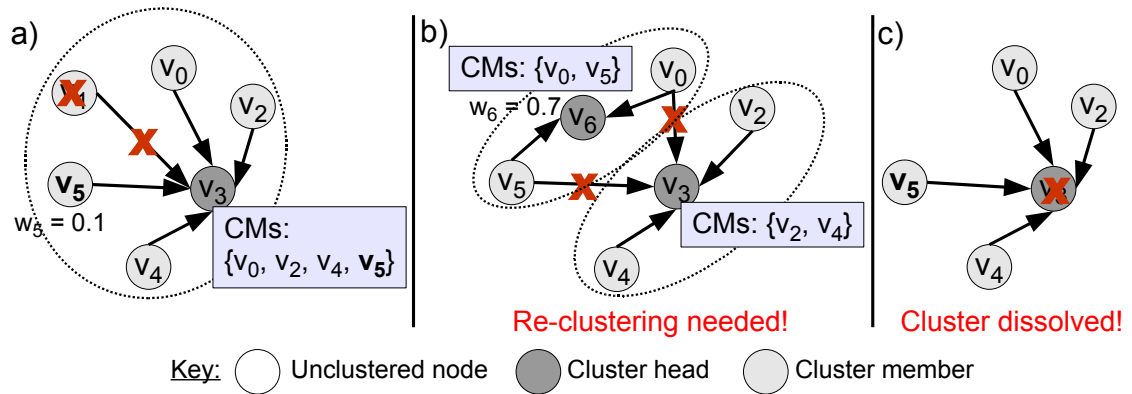 a)
v0
v1
v2
v5
v3
w5 = 0.1
CMs:
{v0, v2, v4, v5}
v4
b)
CMs: {v0, v5}
v0
w6 = 0.7
v6
v2
v5
v3
CMs: {v2, v4}
v4
Re-clustering needed!
c)
v0
v2
v5
v3
v4
Cluster dissolved!
Key: Unclustered node Cluster head Cluster member